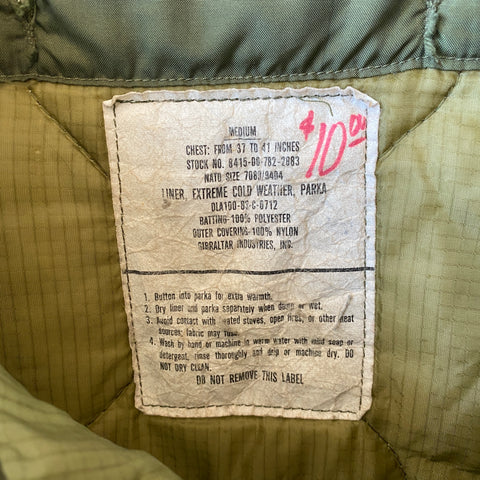 MEDIUM
$10.00
CHEST: FROM 37 TO 41 INCHES
STOCK NO. 8415-00-782-2883
NATO SIZE 7080/9404
LINER, EXTREME COLD WEATHER, PARKA
DLA100-82-C-0712
BATTING-100% POLYESTER
OUTER COVERING-100% NYLON
GIBRALTAR INDUSTRIES, INC.
1. Button into parka for extra warmth.
2. Dry liner and parka separately when damp or wet.
3. Avoid contact with heated stoves, open fires, or other heat
sources; fabric may fuse.
4. Wash by hand or machine in warm water with mild soap or
detergent, rinse thoroughly and drip or machine dry. DO
NOT DRY CLEAN.
DO NOT REMOVE THIS LABEL